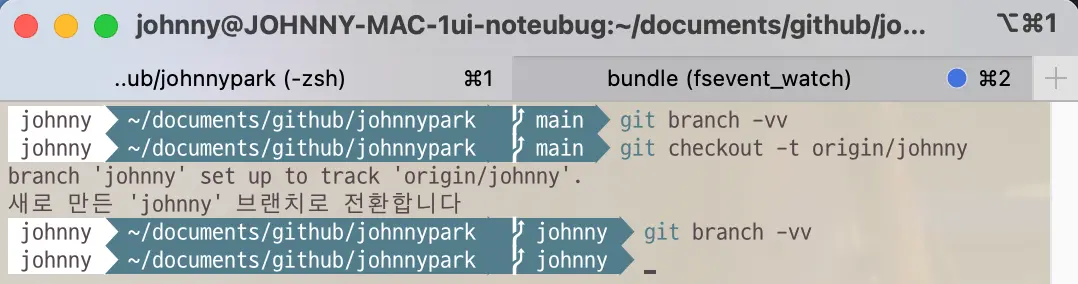 johnny@JOHNNY-MAC-1ui-noteubug:~/documents/github/jo... ⌥⌘1
..ub/johnnypark (-zsh) ⌘1 bundle (fsevent_watch) ⌘2 +
johnny ~/documents/github/johnnypark main git branch -vv
johnny ~/documents/github/johnnypark main git checkout -t origin/johnny
branch 'johnny' set up to track 'origin/johnny'.
새로 만든 'johnny' 브랜치로 전환합니다
johnny ~/documents/github/johnnypark johnny git branch -vv
johnny ~/documents/github/johnnypark johnny